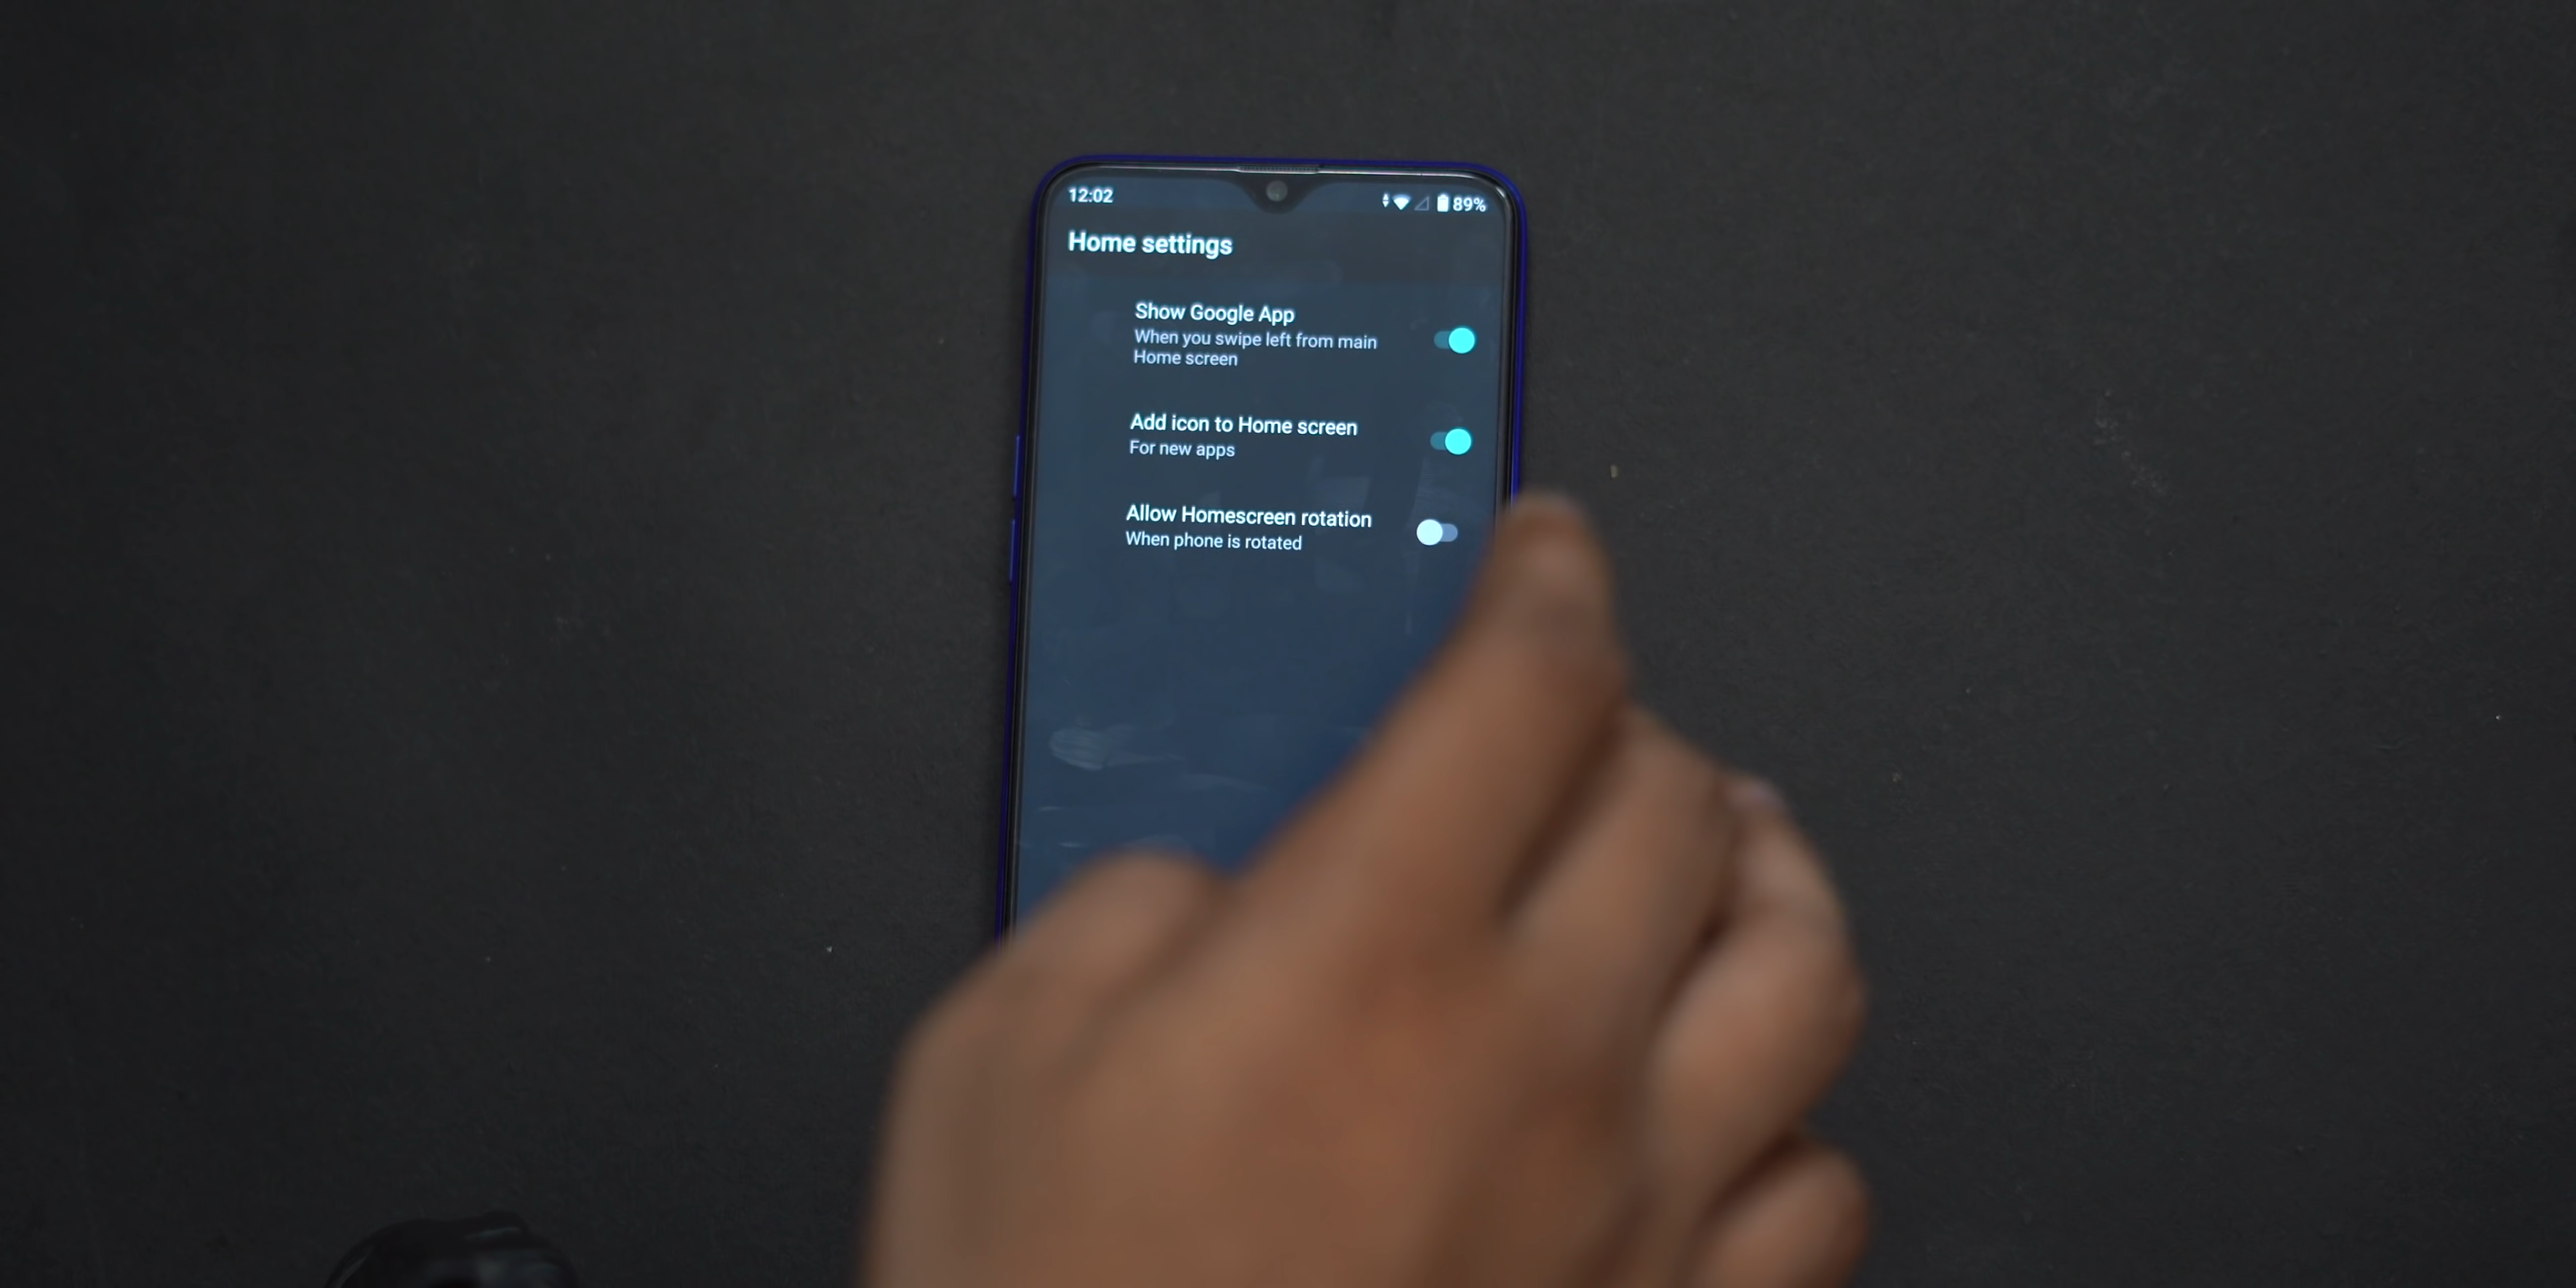 12:02
89%
Home settings
Show Google App
When you swipe left from main
Home screen
Add icon to Home screen
For new apps
Allow Homescreen rotation
When phone is rotated